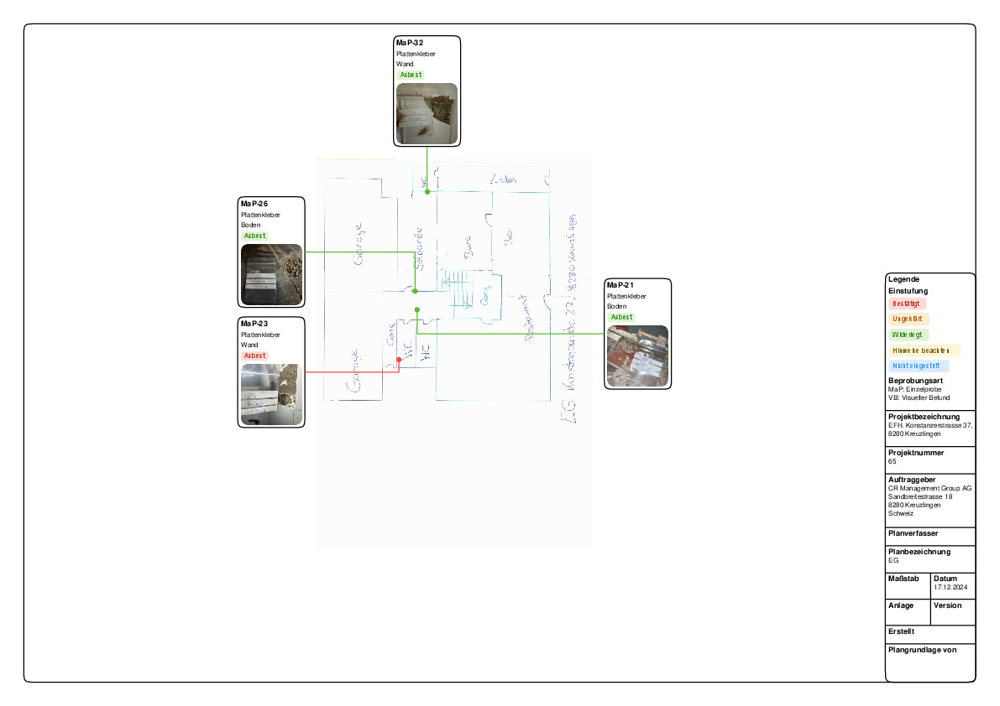 MaP-32
Plattenkleber
Wand
Asbest
MaP-26
Plattenkleber
Boden
Asbest
MaP-23
Plattenkleber
Wand
Asbest
MaP-21
Plattenkleber
Boden
Asbest
Garage
Garage
WC
Separée
Büro
Gang
Gang
WC
WC
Restaurant
EG. Konstanzerstr. 37, 8280 Kreuzlingen
Legende
Einstufung
Bestätigt
Ungeklärt
Widerlegt
Hinweise beachten
Nicht eingestuft
Beprobungsart
MaP: Einzelprobe
VB: Visueller Befund
Projektbezeichnung
EFH. Konstanzerstrasse 37,
8280 Kreuzlingen
Projektnummer
65
Auftraggeber
CR Management Group AG
Sandbreitestrasse 18
8280 Kreuzlingen
Schweiz
Planverfasser
Planbezeichnung
EG
Maßstab
Datum
17.12.2024
Anlage
Version
Erstellt
Plangrundlage von